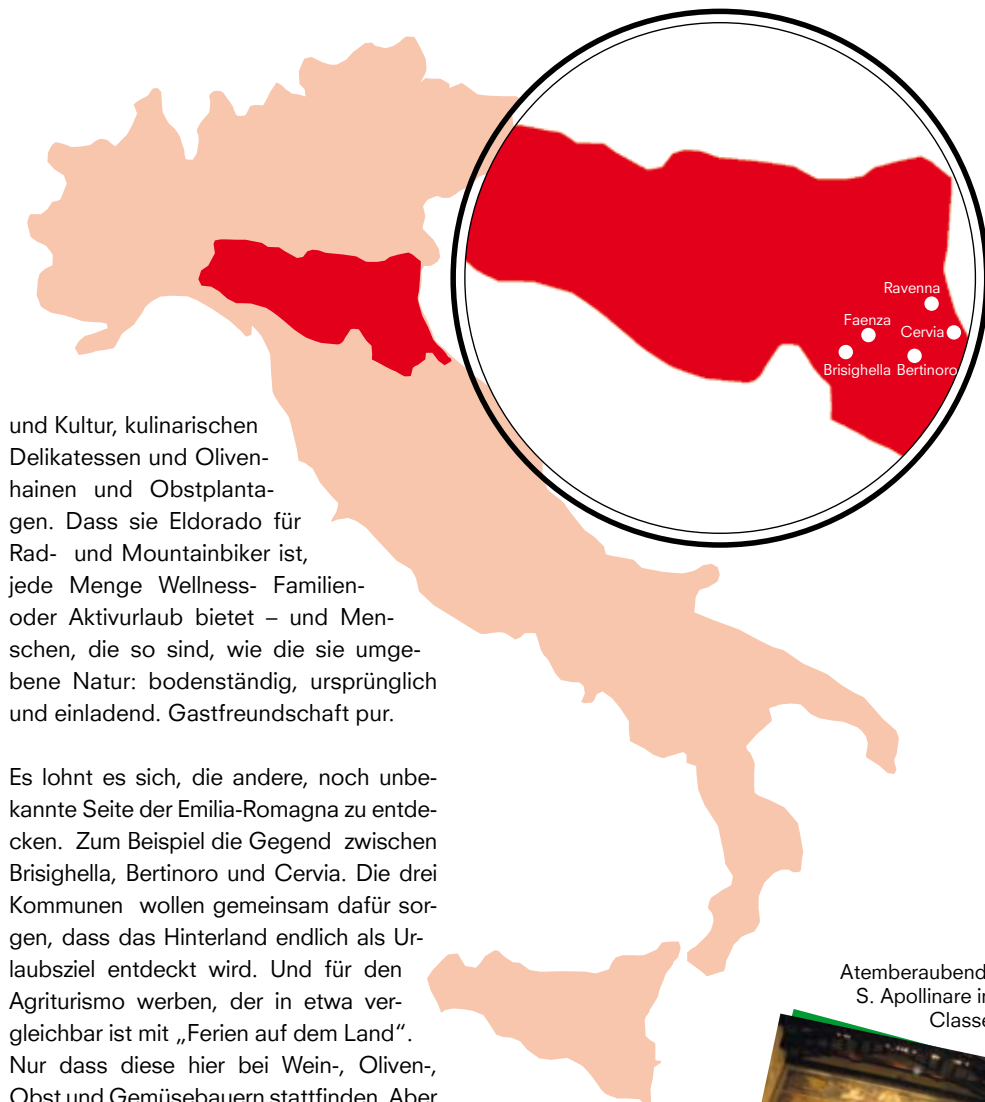 Ravenna
Faenza
Cervia
Brisighella Bertinoro
und Kultur, kulinarischen
Delikatessen und Oliven-
hainen und Obstplanta-
gen. Dass sie Eldorado für
Rad- und Mountainbiker ist,
jede Menge Wellness- Familien-
oder Aktivurlaub bietet – und Men-
schen, die so sind, wie die sie umge-
bene Natur: bodenständig, ursprünglich
und einladend. Gastfreundschaft pur.
Es lohnt es sich, die andere, noch unbe-
kannte Seite der Emilia-Romagna zu entde-
cken. Zum Beispiel die Gegend zwischen
Brisighella, Bertinoro und Cervia. Die drei
Kommunen wollen gemeinsam dafür sor-
gen, dass das Hinterland endlich als Ur-
laubsziel entdeckt wird. Und für den
Agriturismo werben, der in etwa ver-
gleichbar ist mit „Ferien auf dem Land“.
Nur dass diese hier bei Wein-, Oliven-,
Obst und Gemüsebauern stattfinden. Aber
Atemberaubend
S. Apollinare in
Classe